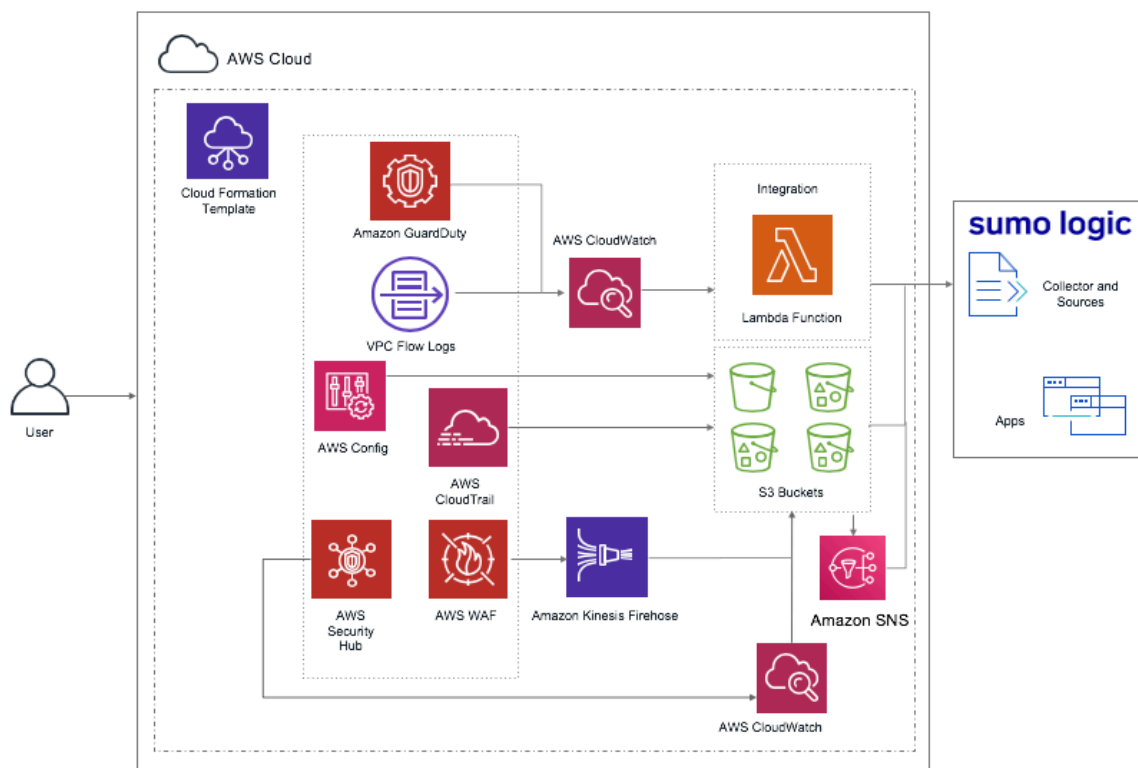 AWS Cloud
Cloud Formation
Template
Amazon GuardDuty
VPC Flow Logs
AWS CloudWatch
Integration
Lambda Function
sumo logic
Collector and
Sources
Apps
User
AWS Config
AWS
CloudTrail
S3 Buckets
AWS
Security
Hub
AWS WAF
Amazon Kinesis Firehose
Amazon SNS
AWS CloudWatch